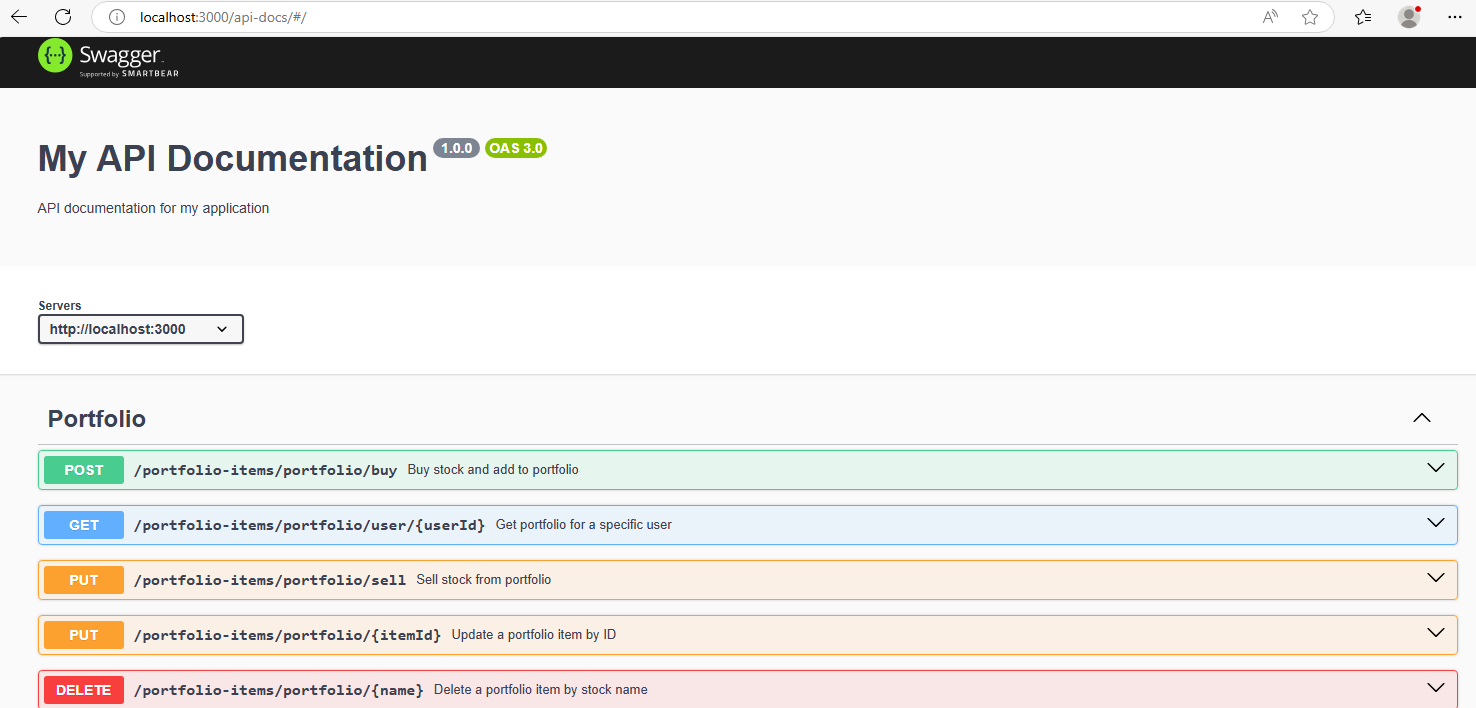 localhost:3000/api-docs/#/
{···} Swagger.
Supported by SMARTBEAR
My API Documentation 1.0.0 OAS 3.0
API documentation for my application
Servers
http://localhost:3000
Portfolio
POST /portfolio-items/portfolio/buy Buy stock and add to portfolio
GET /portfolio-items/portfolio/user/{userId} Get portfolio for a specific user
PUT /portfolio-items/portfolio/sell Sell stock from portfolio
PUT /portfolio-items/portfolio/{itemId} Update a portfolio item by ID
DELETE /portfolio-items/portfolio/{name} Delete a portfolio item by stock name